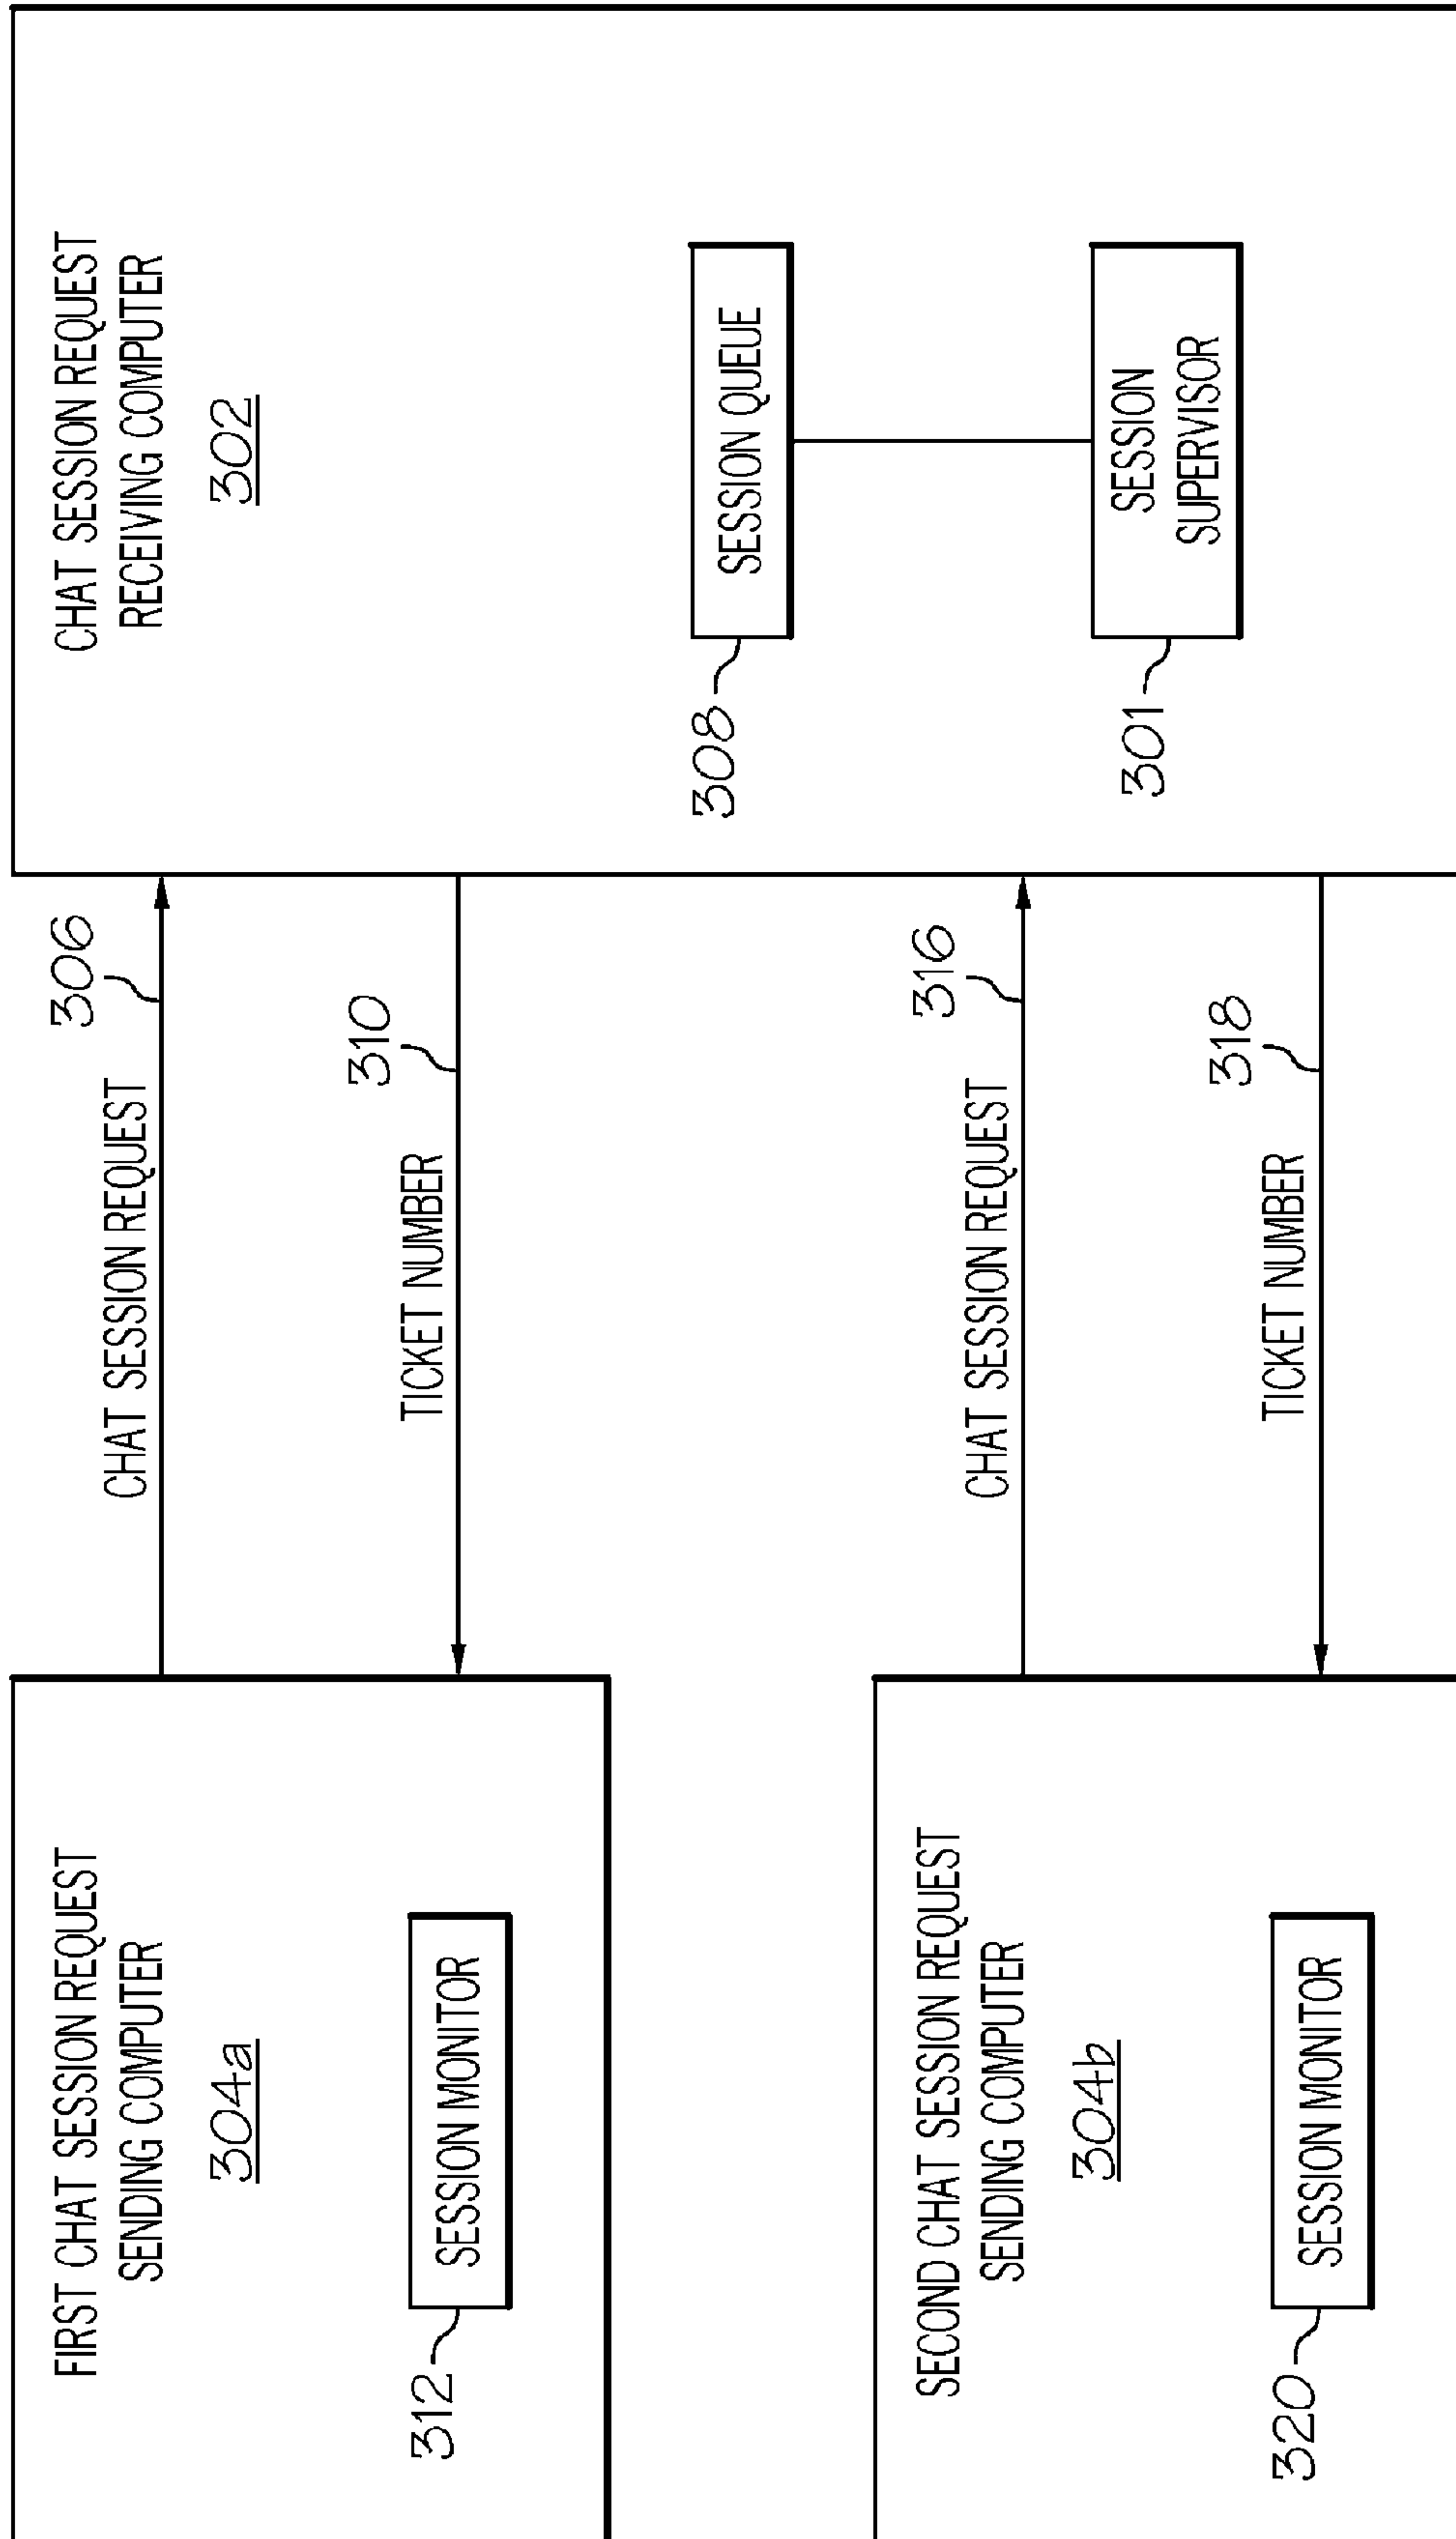 FIRST CHAT SESSION REQUEST
SENDING COMPUTER
304a
312
SESSION MONITOR
CHAT SESSION REQUEST
306
TICKET NUMBER
310
CHAT SESSION REQUEST
RECEIVING COMPUTER
302
308
SESSION QUEUE
301
SESSION
SUPERVISOR
SECOND CHAT SESSION REQUEST
SENDING COMPUTER
304b
320
SESSION MONITOR
CHAT SESSION REQUEST
316
TICKET NUMBER
318